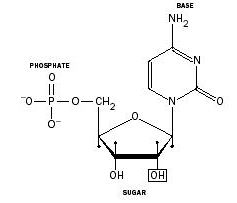 BASE
NH2
PHOSPHATE
O
N
⁻O P O CH2
N O
O⁻
O
OH OH
SUGAR